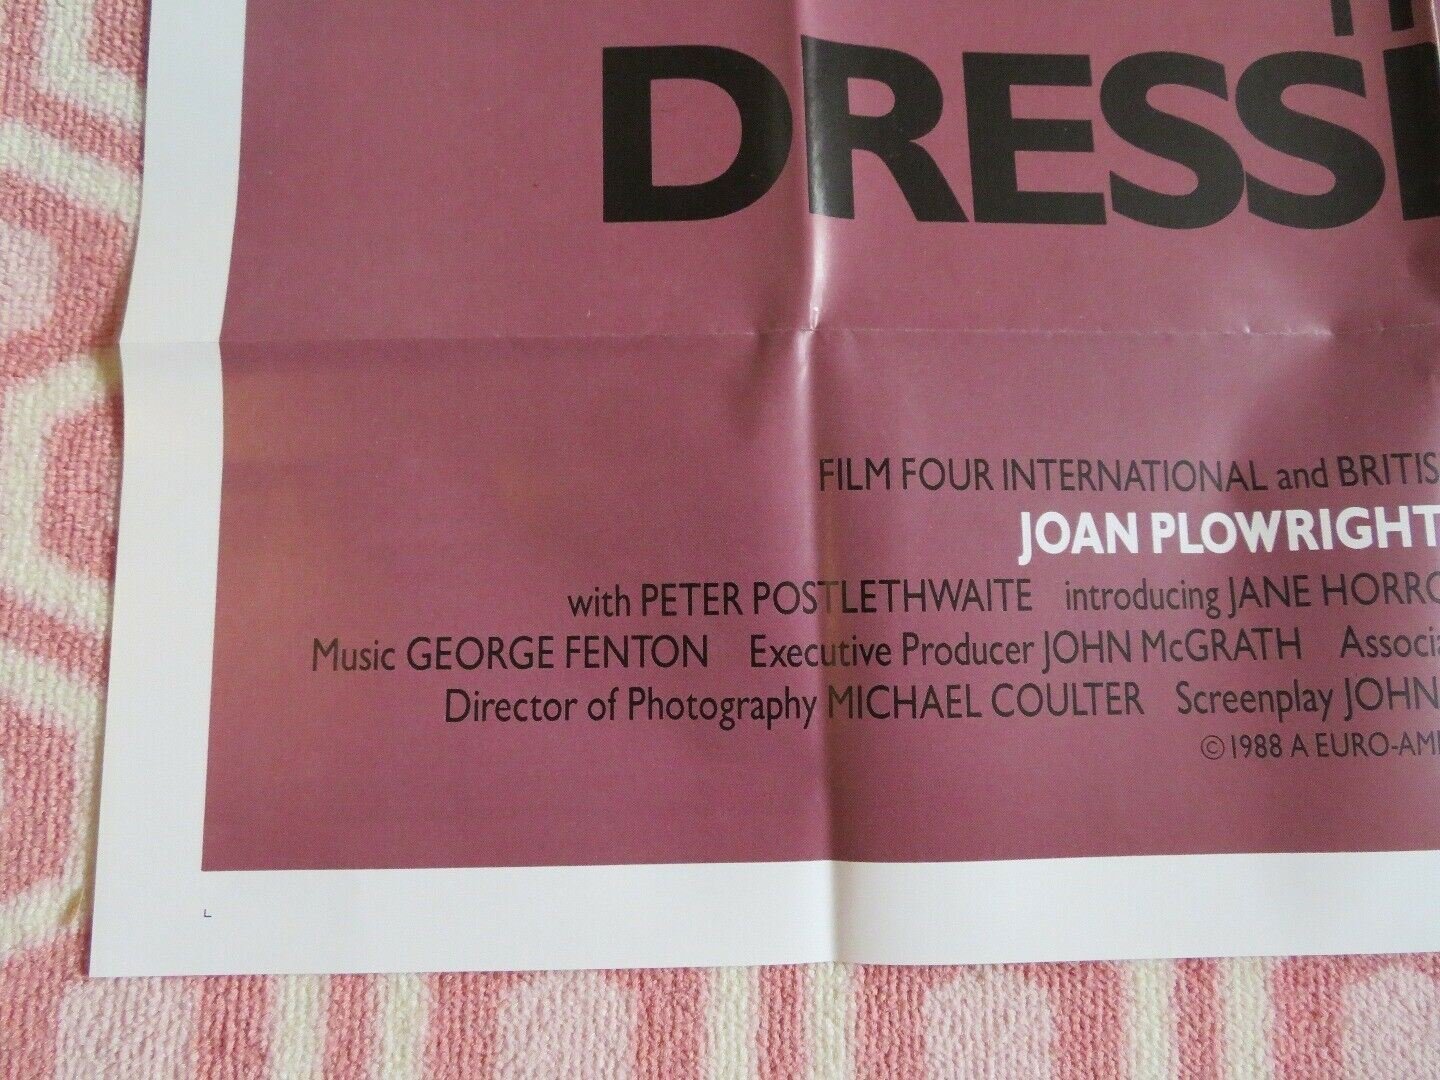 DRESS
FILM FOUR INTERNATIONAL and BRITIS
JOAN PLOWRIGHT
with PETER POSTLETHWAITE introducing JANE HORRO
Music GEORGE FENTON Executive Producer JOHN McGRATH Associa
Director of Photography MICHAEL COULTER Screenplay JOHN
© 1988 A EURO-AM
L